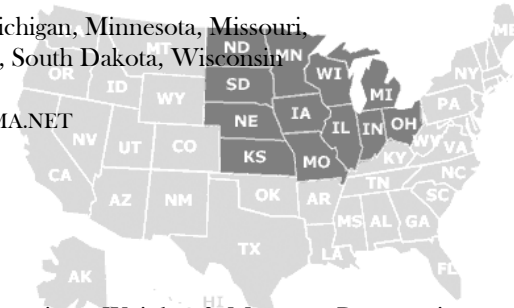 ichigan, Minnesota, Missouri,
, South Dakota, Wisconsin
MA.NET
MT ND MN
OR ID SD WI MI NY ME
WY
NV UT CO NE IA IL IN OH PA
KS MO KY WV VA
CA AZ NM OK AR TN NC
SC
TX LA MS AL GA
FL
AK
HI